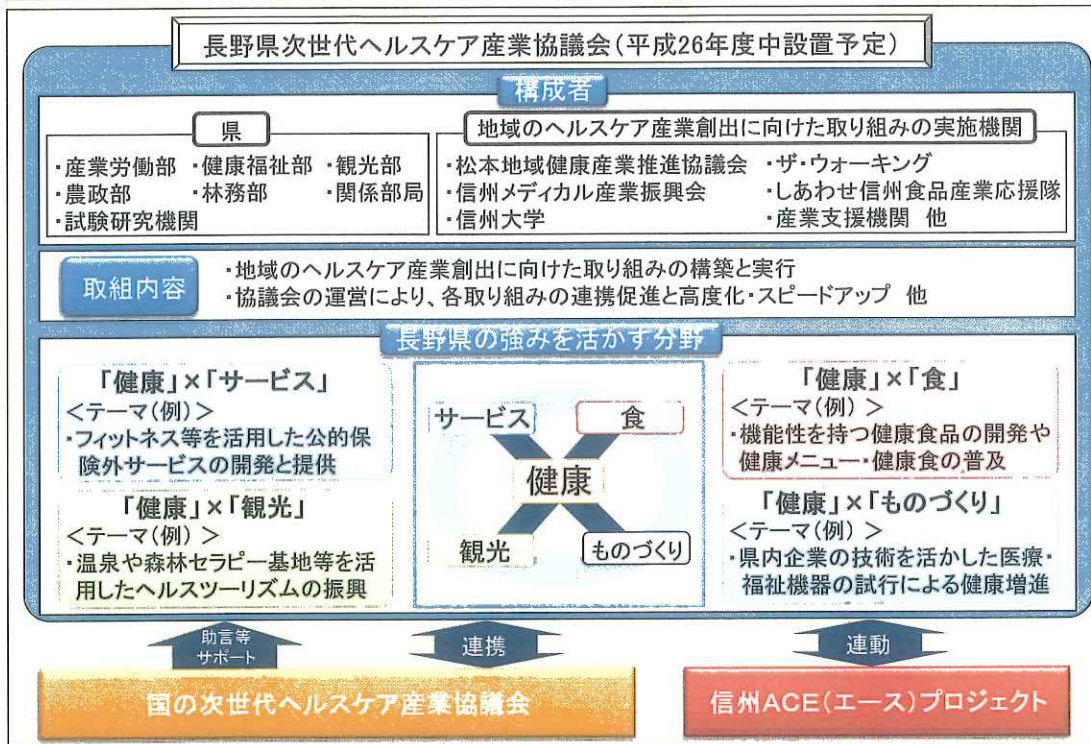 長野県次世代ヘルスケア産業協議会(平成26年度中設置予定)
構成者
県
・産業労働部 ・健康福祉部 ・観光部
・農政部 ・林務部 ・関係部局
・試験研究機関
地域のヘルスケア産業創出に向けた取り組みの実施機関
・松本地域健康産業推進協議会 ・ザ・ウォーキング
・信州メディカル産業振興会 ・しあわせ信州食品産業応援隊
・信州大学 ・産業支援機関 他
取組内容
・地域のヘルスケア産業創出に向けた取り組みの構築と実行
・協議会の運営により、各取り組みの連携促進と高度化・スピードアップ 他
長野県の強みを活かす分野
「健康」×「サービス」
<テーマ(例)>
・フィットネス等を活用した公的保
険外サービスの開発と提供
「健康」×「観光」
<テーマ(例)>
・温泉や森林セラピー基地等を活
用したヘルスツーリズムの振興
サービス 食
健康
観光 ものづくり
「健康」×「食」
<テーマ(例)>
・機能性を持つ健康食品の開発や
健康メニュー・健康食の普及
「健康」×「ものづくり」
<テーマ(例)>
・県内企業の技術を活かした医療・
福祉機器の試行による健康増進
助言等
サポート
連携
連動
国の次世代ヘルスケア産業協議会
信州ACE(エース)プロジェクト